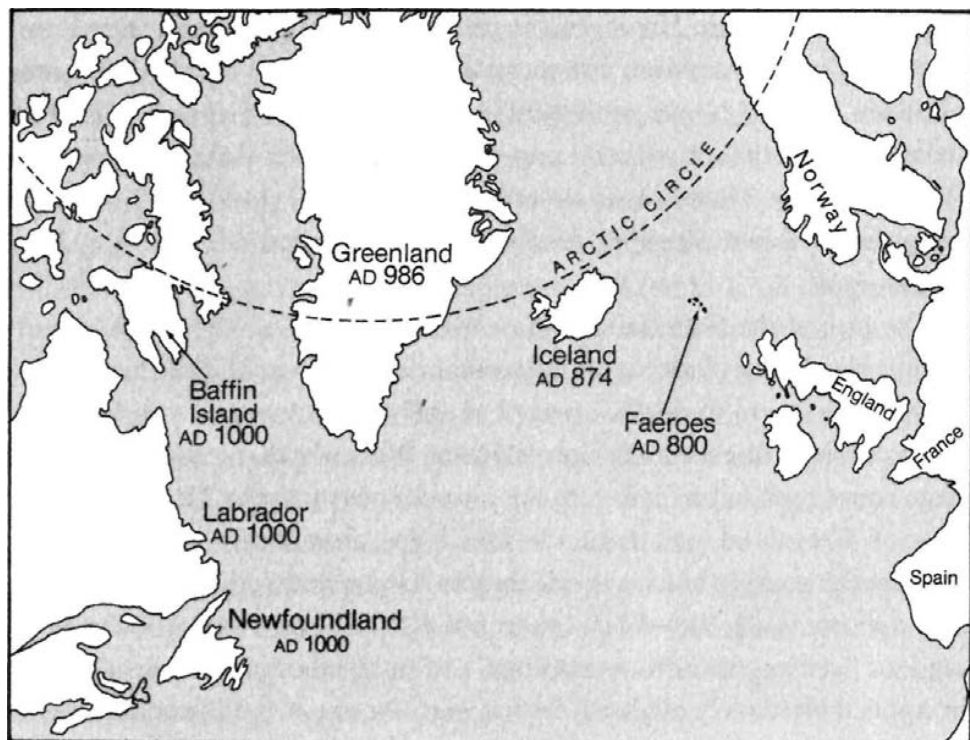 ARCTIC CIRCLE
Norway
Greenland
AD 986
Iceland
AD 874
Baffin
Island
AD 1000
Faeroes
AD 800
England
France
Labrador
AD 1000
Spain
Newfoundland
AD 1000